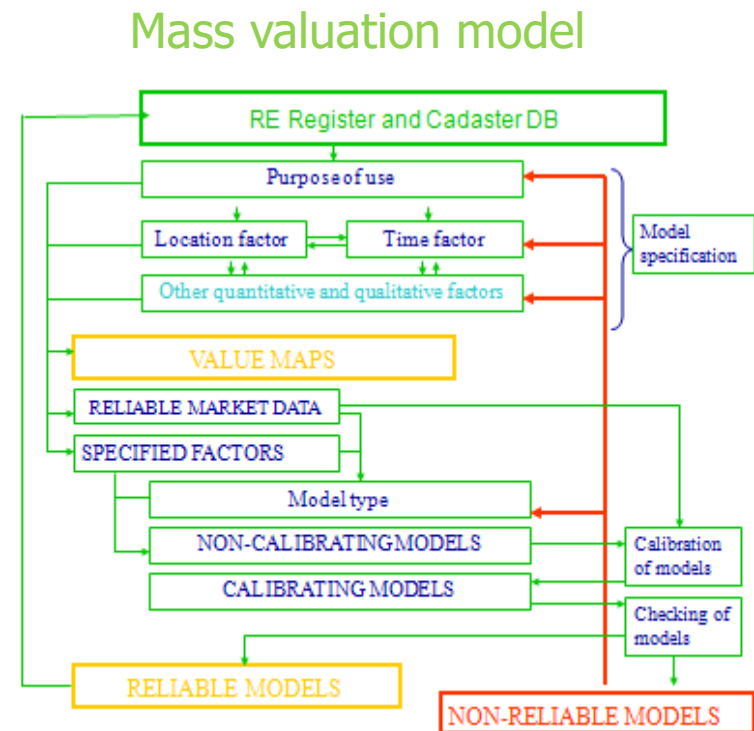 Mass valuation model
RE Register and Cadaster DB
Purpose of use
Location factor
Time factor
Model
specification
Other quantitative and qualitative factors
VALUE MAPS
RELIABLE MARKET DATA
SPECIFIED FACTORS
Model type
NON-CALIBRATING MODELS
Calibration
of models
CALIBRATING MODELS
Checking of
models
RELIABLE MODELS
NON-RELIABLE MODELS